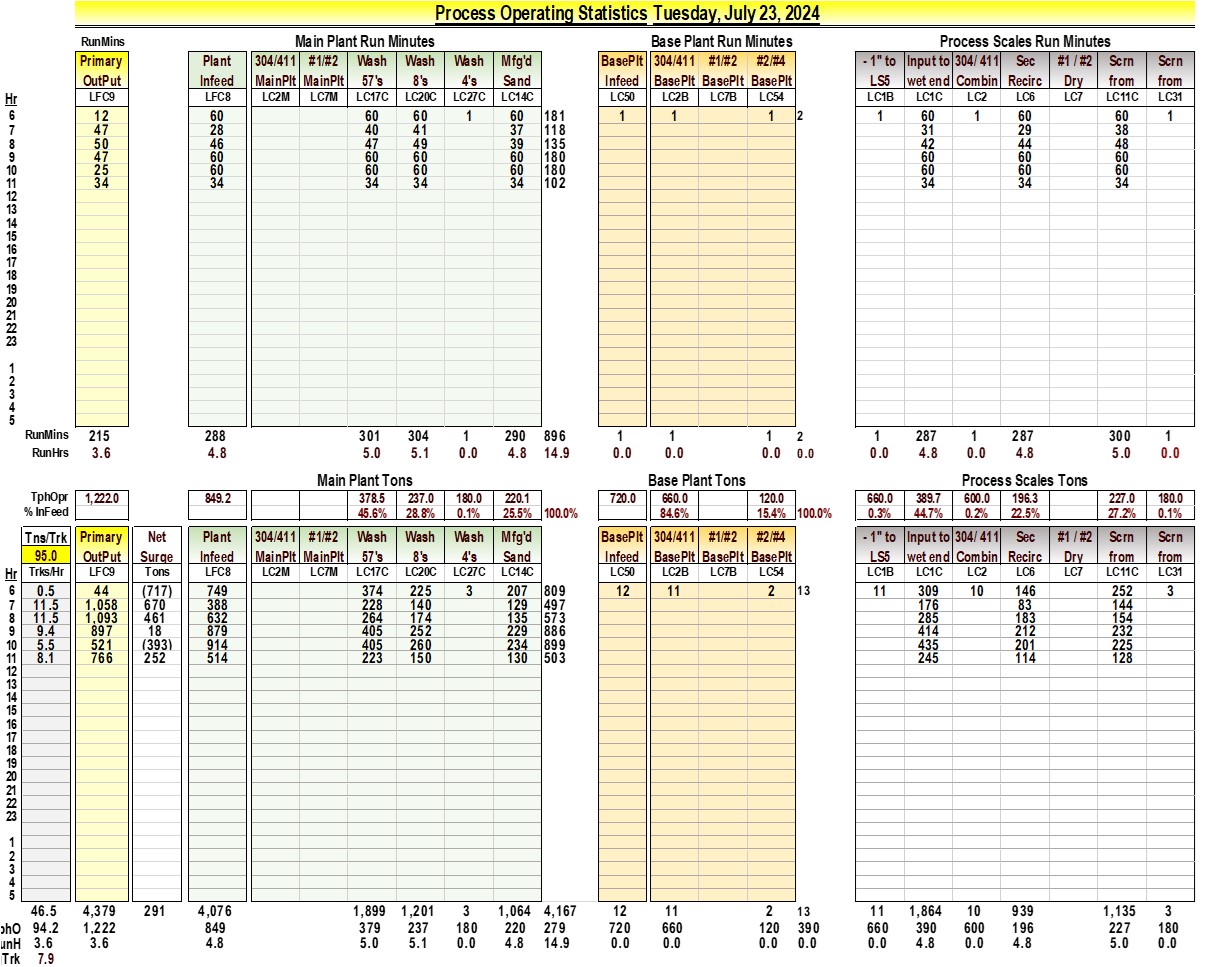 Process Operating Statistics Tuesday, July 23, 2024
RunMins Main Plant Run Minutes Base Plant Run Minutes Process Scales Run Minutes
Primary Plant 304/411 #1/#2 Wash Wash Wash Mfg'd BasePlt 304/411 #1/#2 #2/#4 - 1" to Input to 304/ 411 Sec #1 / #2 Scrn Scrn
OutPut Infeed MainPlt MainPlt 57's 8's 4's Sand Infeed BasePlt BasePlt BasePlt LS5 wet end Combin Recirc Dry from from
Hr LFC9 LFC8 LC2M LC7M LC17C LC20C LC27C LC14C LC50 LC2B LC7B LC54 LC1B LC1C LC2 LC6 LC7 LC11C LC31
6 12 60 60 60 1 60 181 1 1 1 2 1 60 1 60 60 1
7 47 28 40 41 37 118 31 29 38
8 50 46 47 49 39 135 42 44 48
9 47 60 60 60 60 180 60 60 60
10 25 60 60 60 60 180 60 60 60
11 34 34 34 34 34 102 34 34 34
12
13
14
15
16
17
18
19
20
21
22
23
1
2
3
4
5
RunMins 215 288 301 304 1 290 896 1 1 1 2 1 287 1 287 300 1
RunHrs 3.6 4.8 5.0 5.1 0.0 4.8 14.9 0.0 0.0 0.0 0.0 0.0 4.8 0.0 4.8 5.0 0.0
Main Plant Tons Base Plant Tons Process Scales Tons
TphOpr 1,222.0 849.2 378.5 237.0 180.0 220.1 720.0 660.0 120.0 660.0 389.7 600.0 196.3 227.0 180.0
% InFeed 45.6% 28.8% 0.1% 25.5% 100.0% 84.6% 15.4% 100.0% 0.3% 44.7% 0.2% 22.5% 27.2% 0.1%
Tns/Trk Primary Net Plant 304/411 #1/#2 Wash Wash Wash Mfg'd BasePlt 304/411 #1/#2 #2/#4 - 1" to Input to 304/ 411 Sec #1 / #2 Scrn Scrn
95.0 OutPut Surge Infeed MainPlt MainPlt 57's 8's 4's Sand Infeed BasePlt BasePlt BasePlt LS5 wet end Combin Recirc Dry from from
Hr Trks/Hr LFC9 Tons LFC8 LC2M LC7M LC17C LC20C LC27C LC14C LC50 LC2B LC7B LC54 LC1B LC1C LC2 LC6 LC7 LC11C LC31
6 0.5 44 (717) 749 374 225 3 207 809 12 11 2 13 11 309 10 146 252 3
7 11.5 1,058 670 388 228 140 129 497 176 83 144
8 11.5 1,093 461 632 264 174 135 573 285 183 154
9 9.4 897 18 879 405 252 229 886 414 212 232
10 5.5 521 (393) 914 405 260 234 899 435 201 225
11 8.1 766 252 514 223 150 130 503 245 114 128
12
13
14
15
16
17
18
19
20
21
22
23
1
2
3
4
5
46.5 4,379 291 4,076 1,899 1,201 3 1,064 4,167 12 11 2 13 11 1,864 10 939 1,135 3
phO 94.2 1,222 849 379 237 180 220 279 720 660 120 390 660 390 600 196 227 180
unH 3.6 3.6 4.8 5.0 5.1 0.0 4.8 14.9 0.0 0.0 0.0 0.0 0.0 4.8 0.0 4.8 5.0 0.0
Trk 7.9